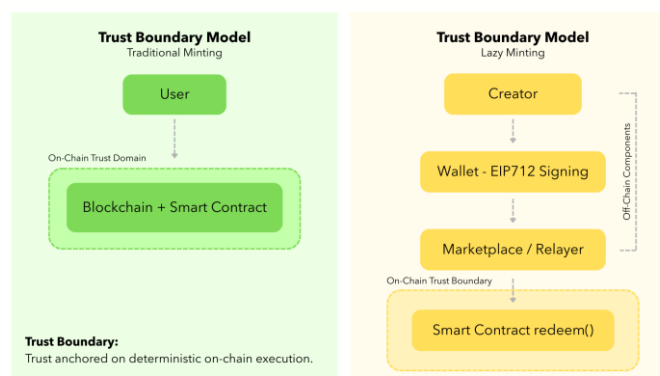 Trust Boundary Model
Traditional Minting
User
On-Chain Trust Domain
Blockchain + Smart Contract
Trust Boundary:
Trust anchored on deterministic on-chain execution.
Trust Boundary Model
Lazy Minting
Creator
Wallet - EIP712 Signing
Marketplace / Relayer
Off-Chain Components
On-Chain Trust Boundary
Smart Contract redeem()